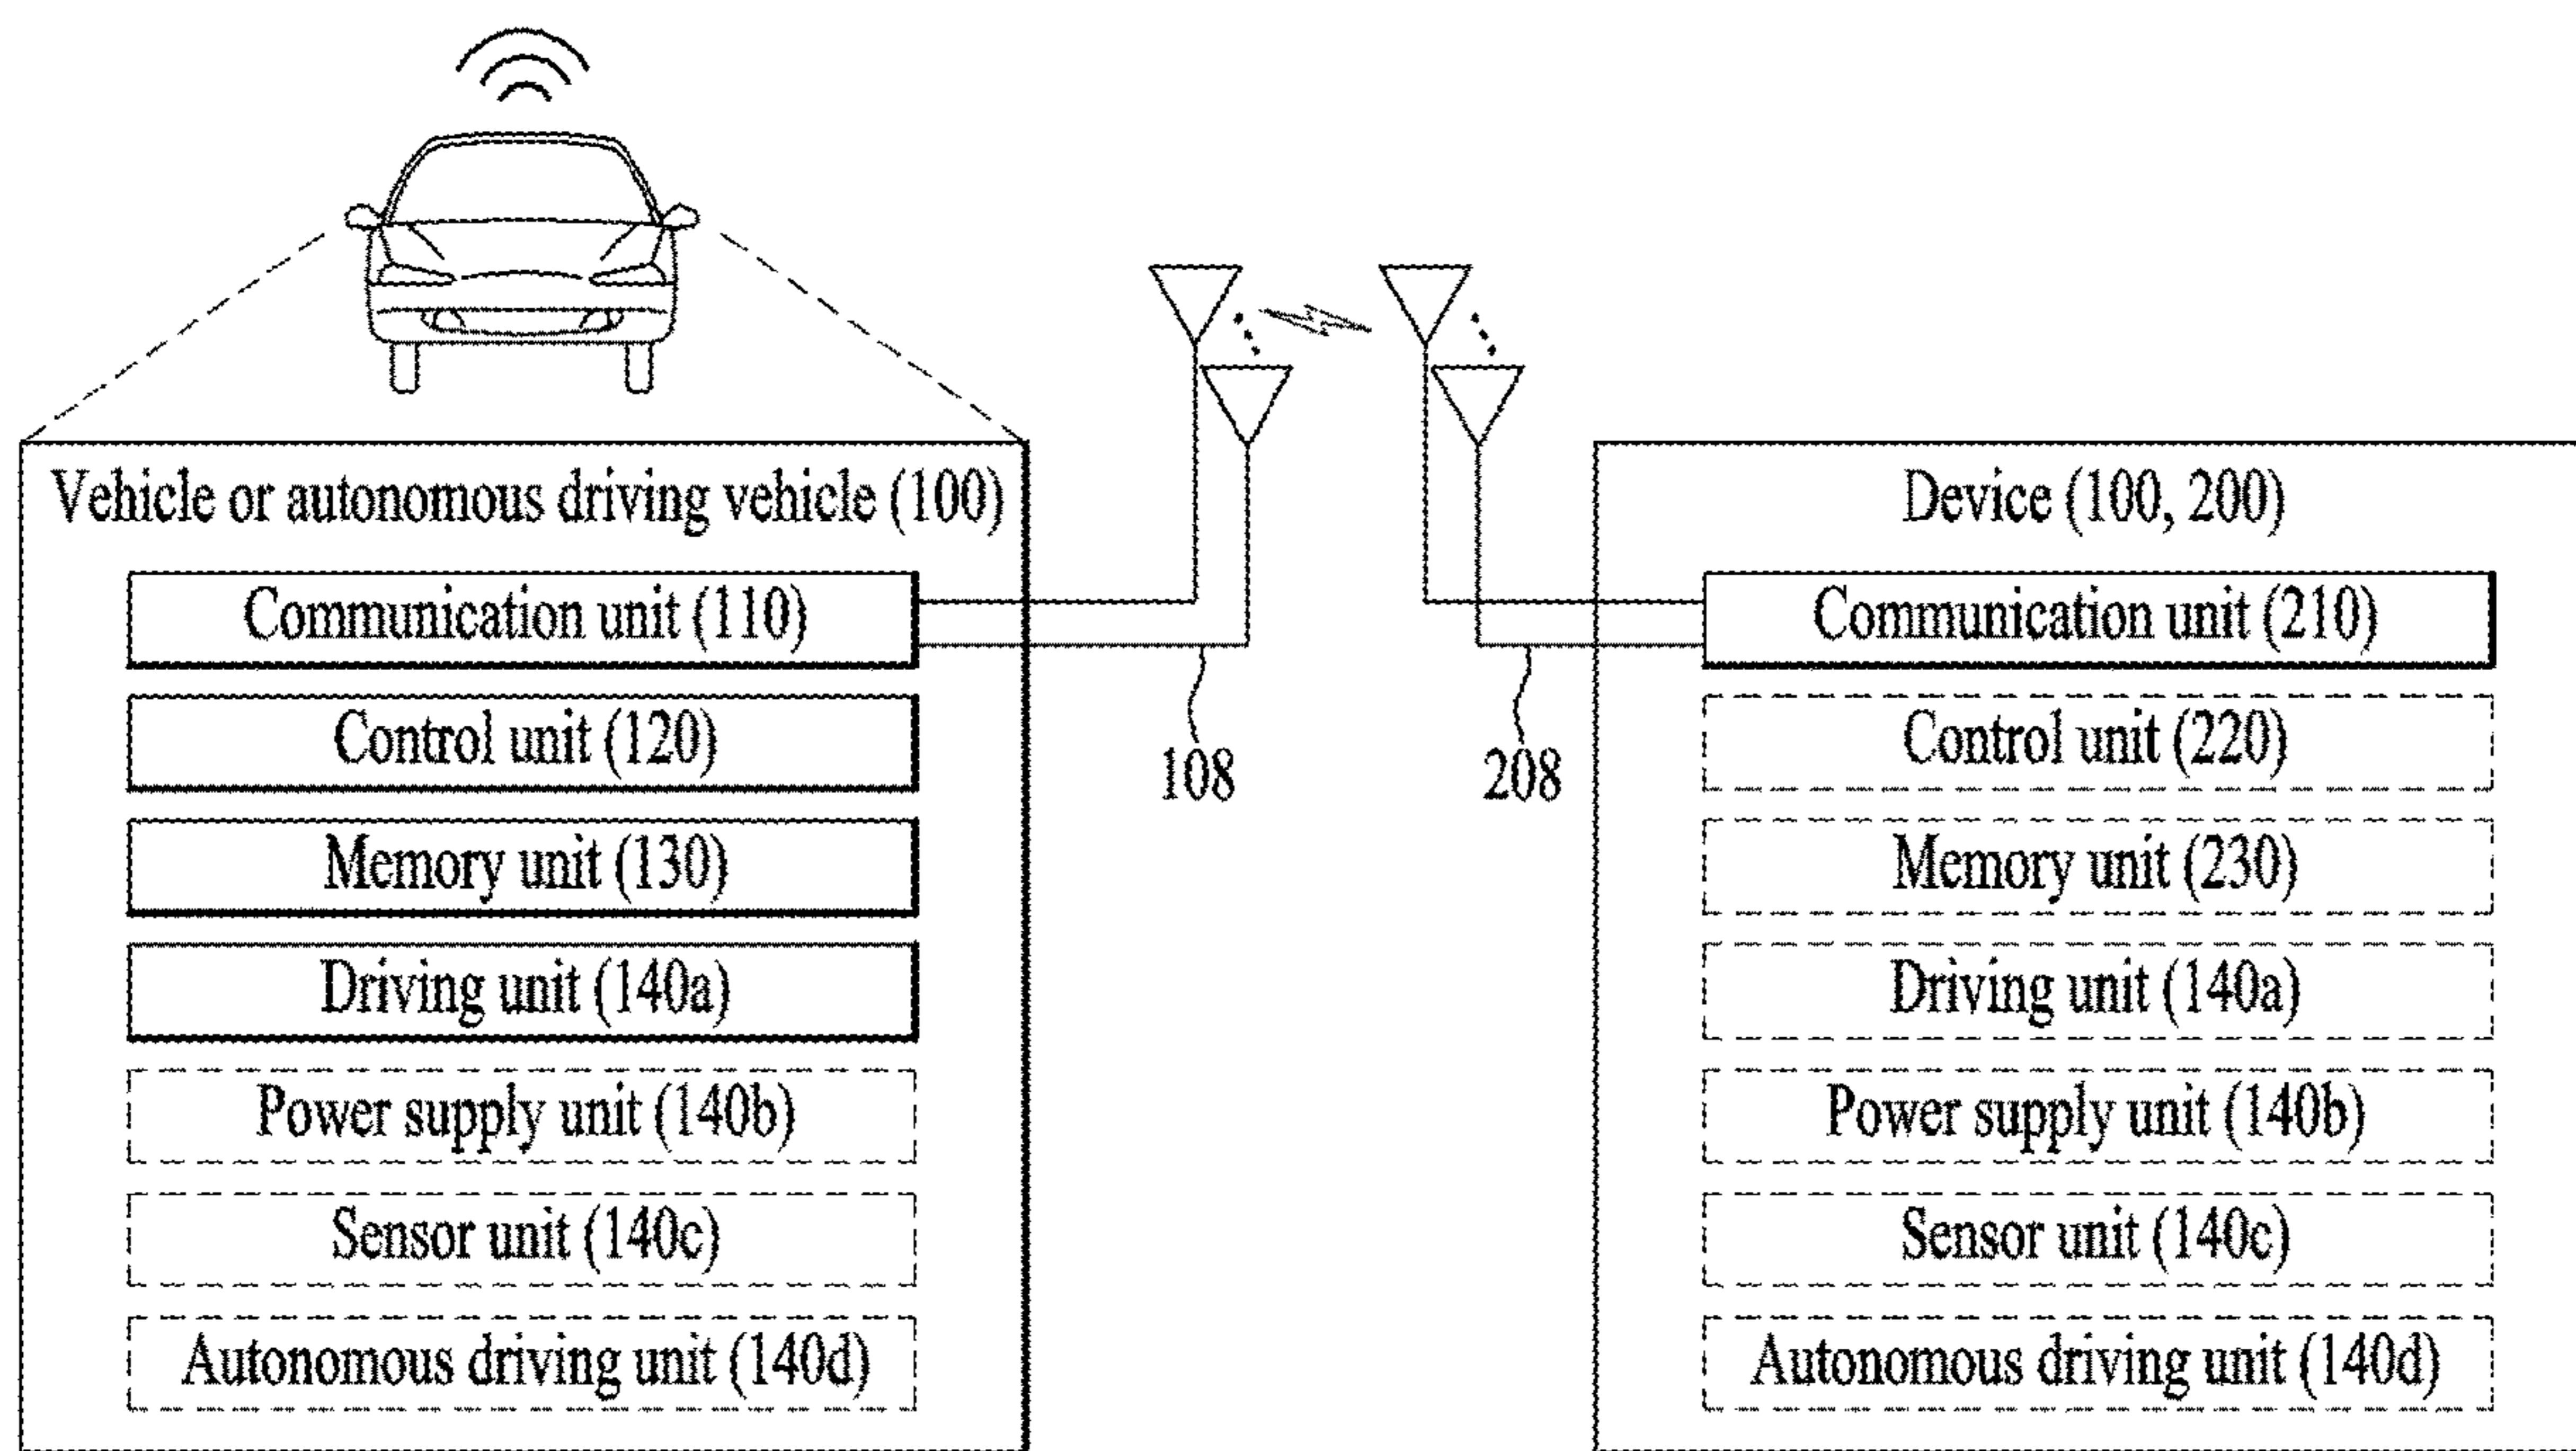 Vehicle or autonomous driving vehicle (100)
Communication unit (110)
Control unit (120)
Memory unit (130)
Driving unit (140a)
Power supply unit (140b)
Sensor unit (140c)
Autonomous driving unit (140d)
108
208
Device (100, 200)
Communication unit (210)
Control unit (220)
Memory unit (230)
Driving unit (140a)
Power supply unit (140b)
Sensor unit (140c)
Autonomous driving unit (140d)